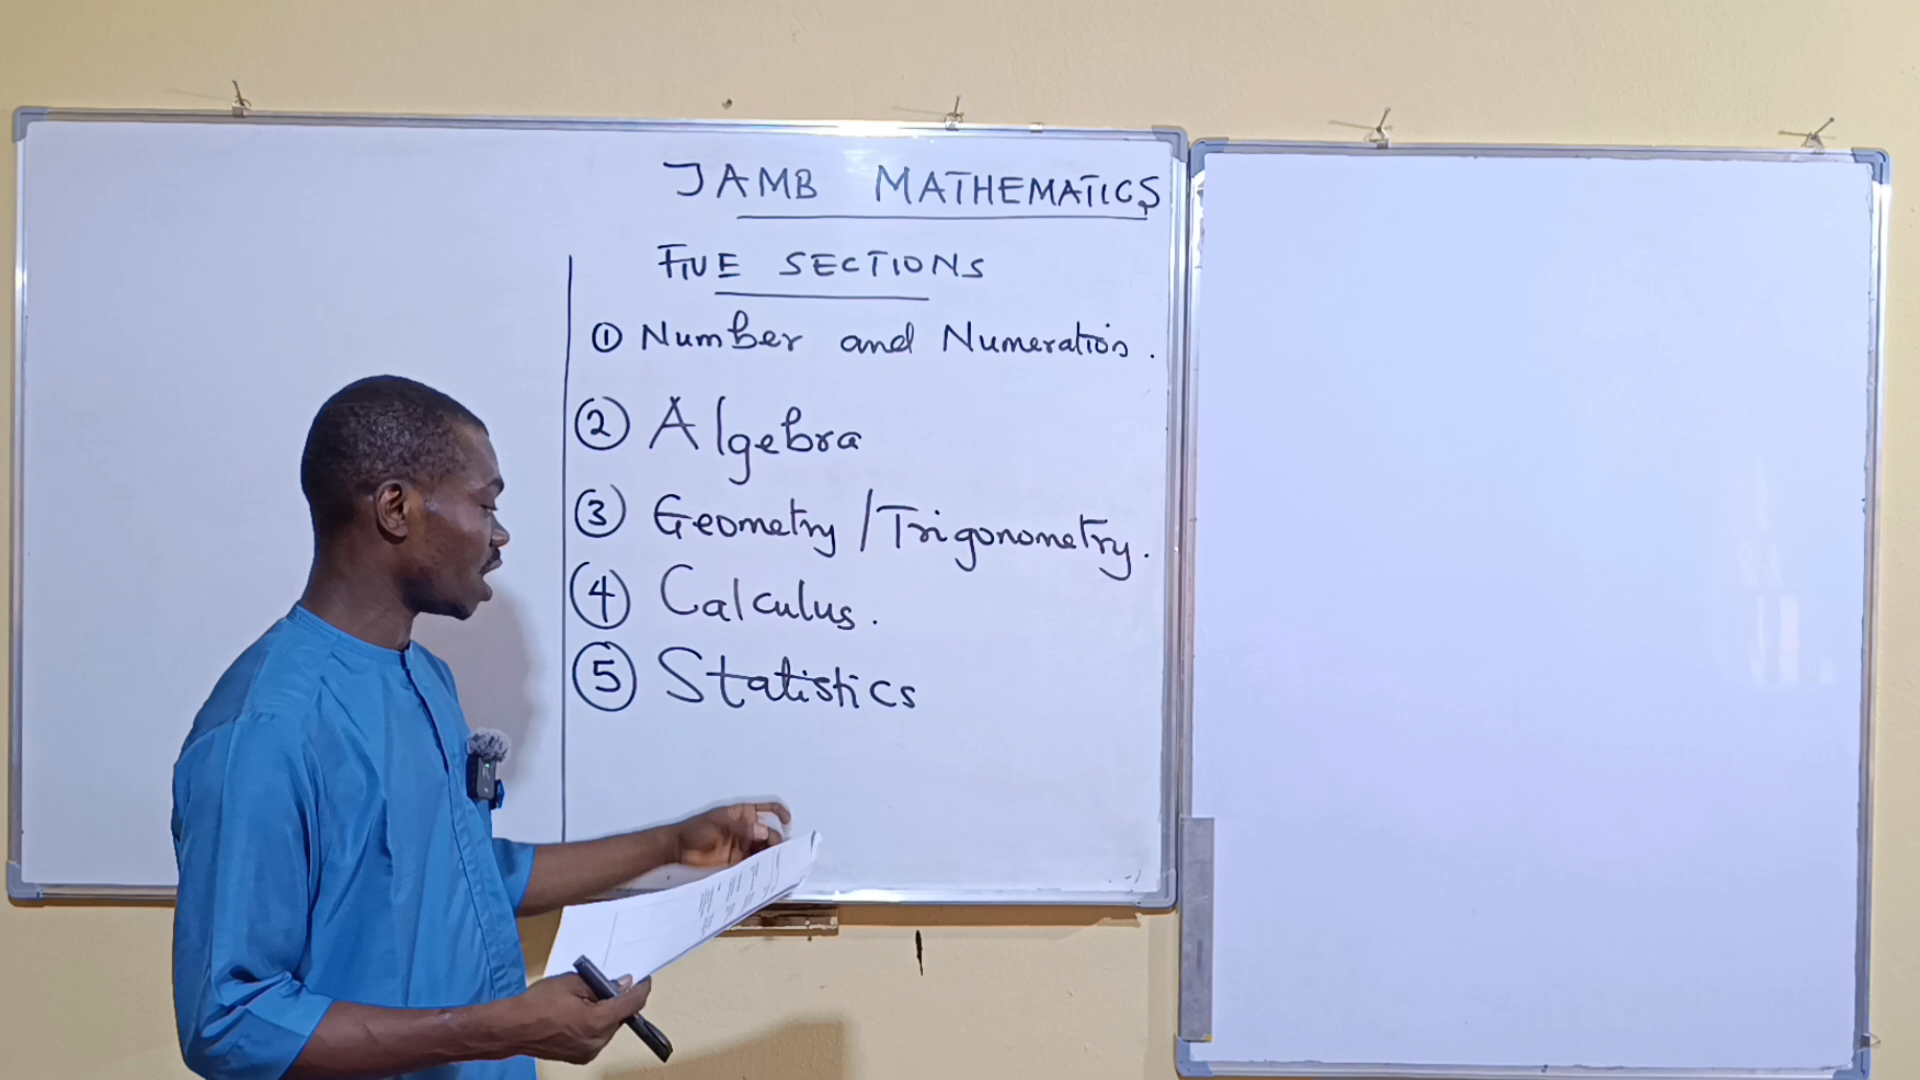 JAMB MATHEMATICS
FIVE SECTIONS
① Number and Numeration.
② Algebra
③ Geometry / Trigonometry.
④ Calculus.
⑤ Statistics